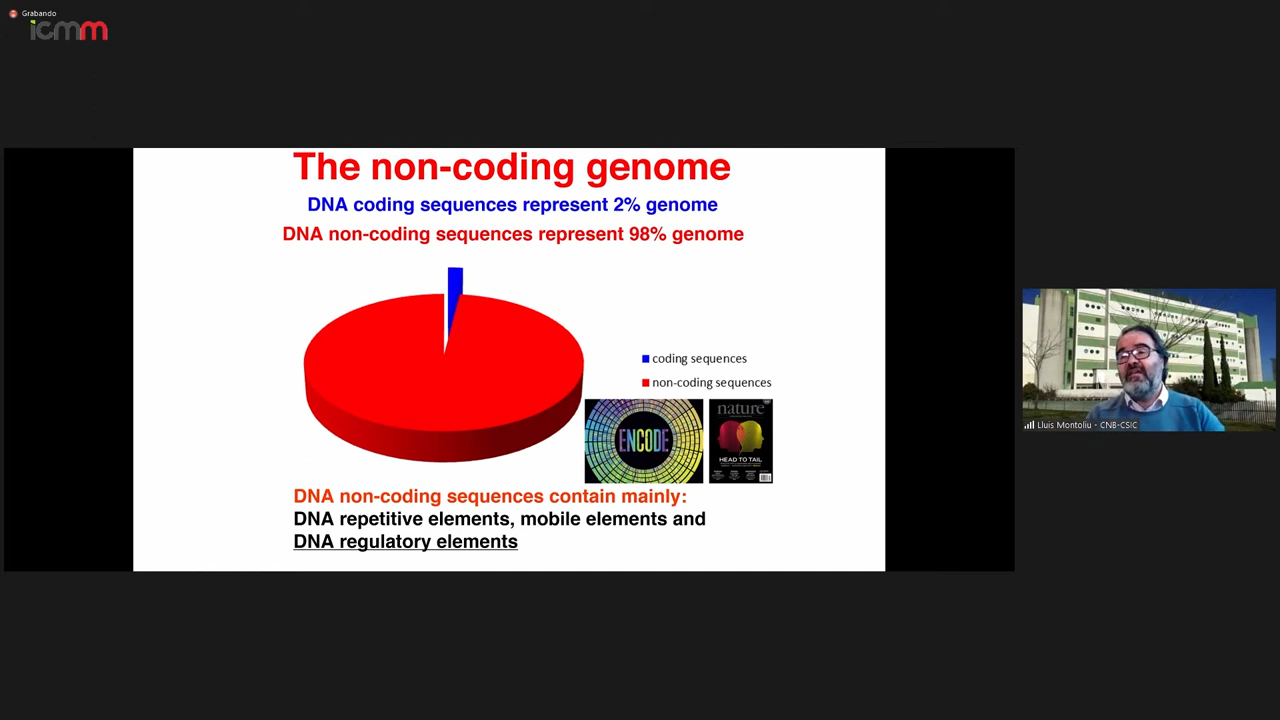 Grabando
icmm
The non-coding genome
DNA coding sequences represent 2% genome
DNA non-coding sequences represent 98% genome
coding sequences
non-coding sequences
ENCODE
nature
HEAD TO TAIL
DNA non-coding sequences contain mainly:
DNA repetitive elements, mobile elements and
DNA regulatory elements
Lluis Montoliu - CNB-CSIC